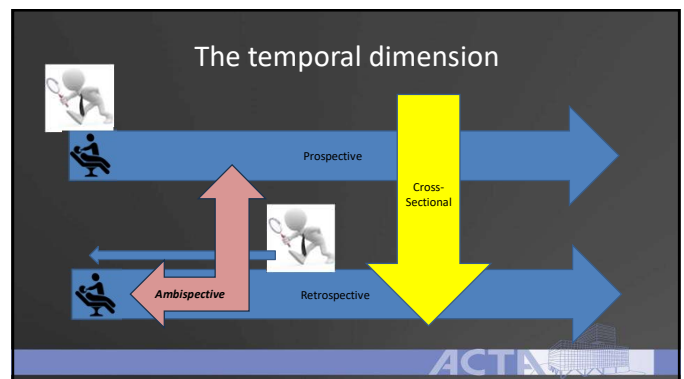 The temporal dimension
Prospective
Cross-
Sectional
Ambispective
Retrospective
ACTA